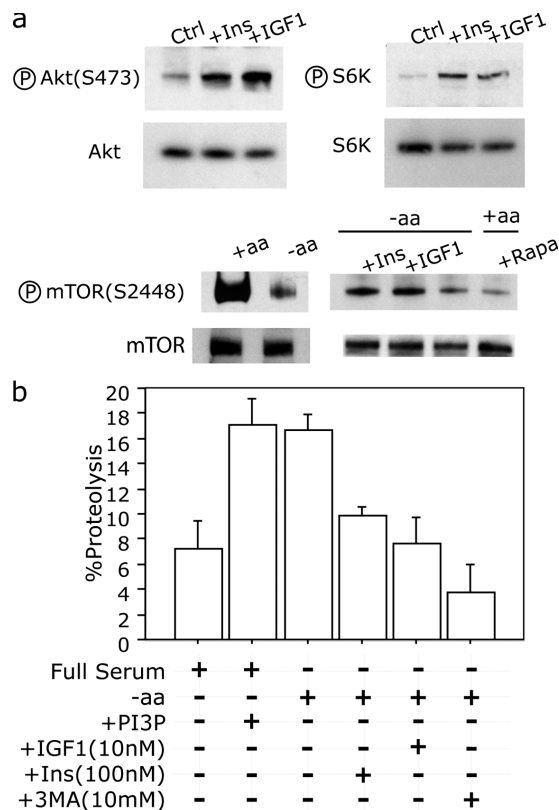 a
Ctrl +Ins +IGF1
Ctrl +Ins +IGF1
P Akt(S473)
P S6K
Akt
S6K
-aa +aa
+aa -aa
+Ins +IGF1 +Rapa
P mTOR(S2448)
mTOR
b
20
18
16
14
12
10
8
6
4
2
0
%Proteolysis
Full Serum + + - - - -
-aa - - + + + +
+PI3P - + - - - -
+IGF1(10nM) - - - - + -
+Ins(100nM) - - - + - -
+3MA(10mM) - - - - - +